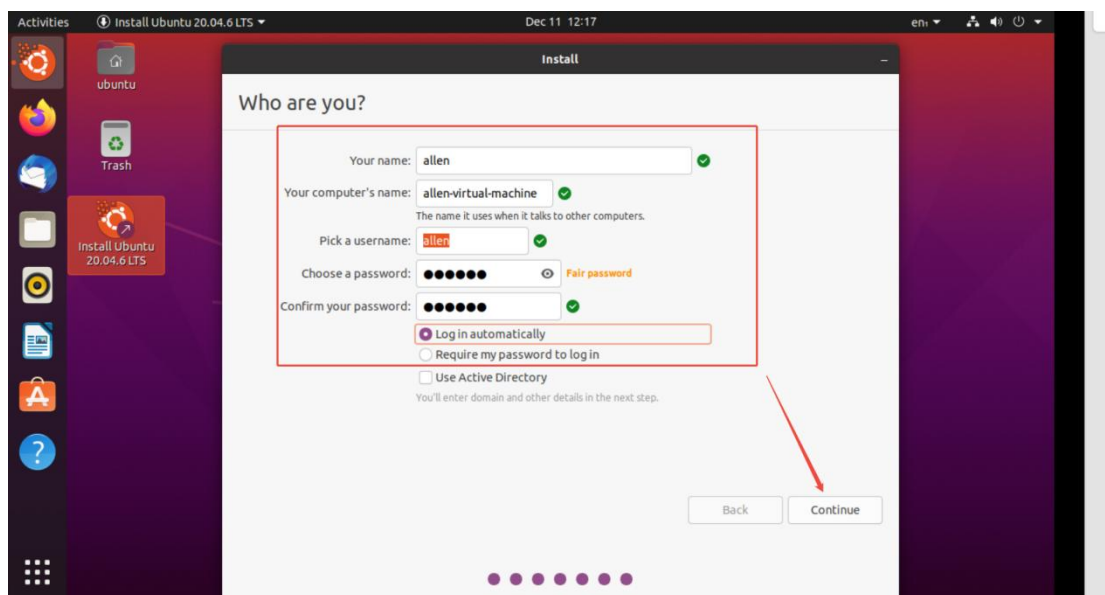 Activities Install Ubuntu 20.04.6 LTS Dec 11 12:17 en₁
ubuntu
Trash
Install Ubuntu
20.04.6 LTS
Install
Who are you?
Your name: allen
Your computer's name: allen-virtual-machine
The name it uses when it talks to other computers.
Pick a username: allen
Choose a password: ●●●●●● Fair password
Confirm your password: ●●●●●●
Log in automatically
Require my password to log in
Use Active Directory
You'll enter domain and other details in the next step.
Back Continue